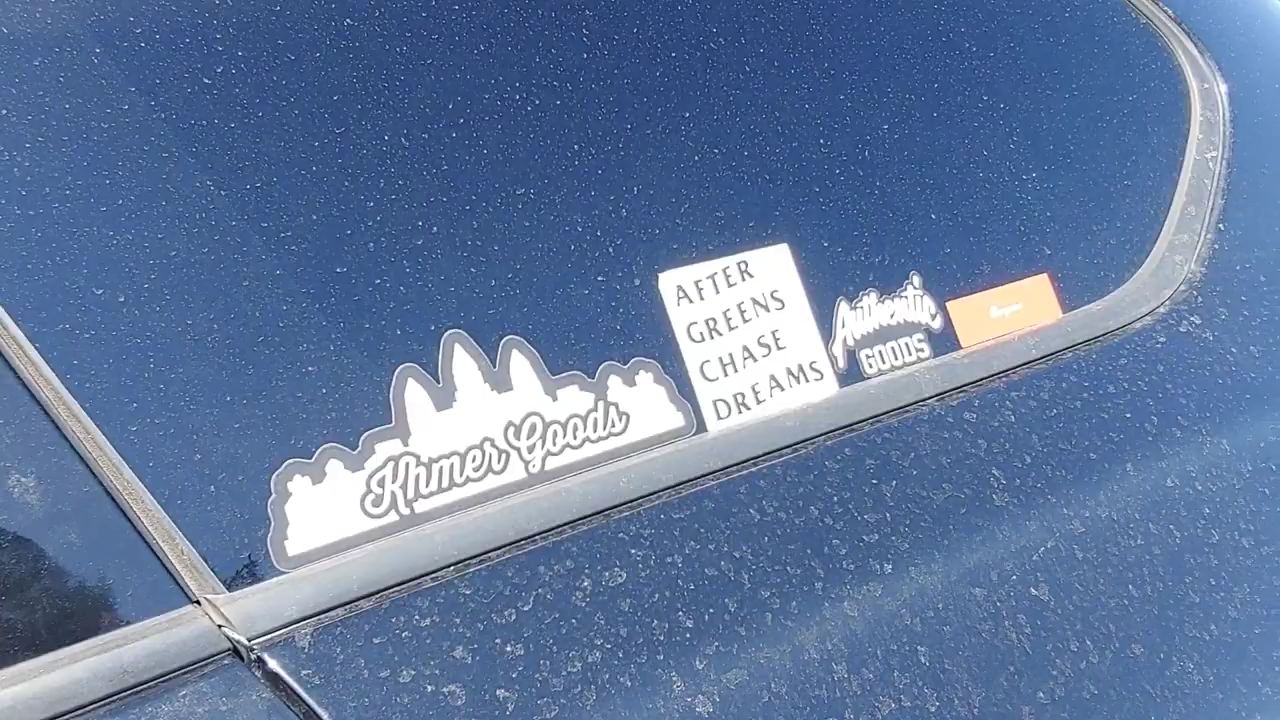 Khmer Goods
AFTER
GREENS
CHASE
DREAMS
Authentic
GOODS